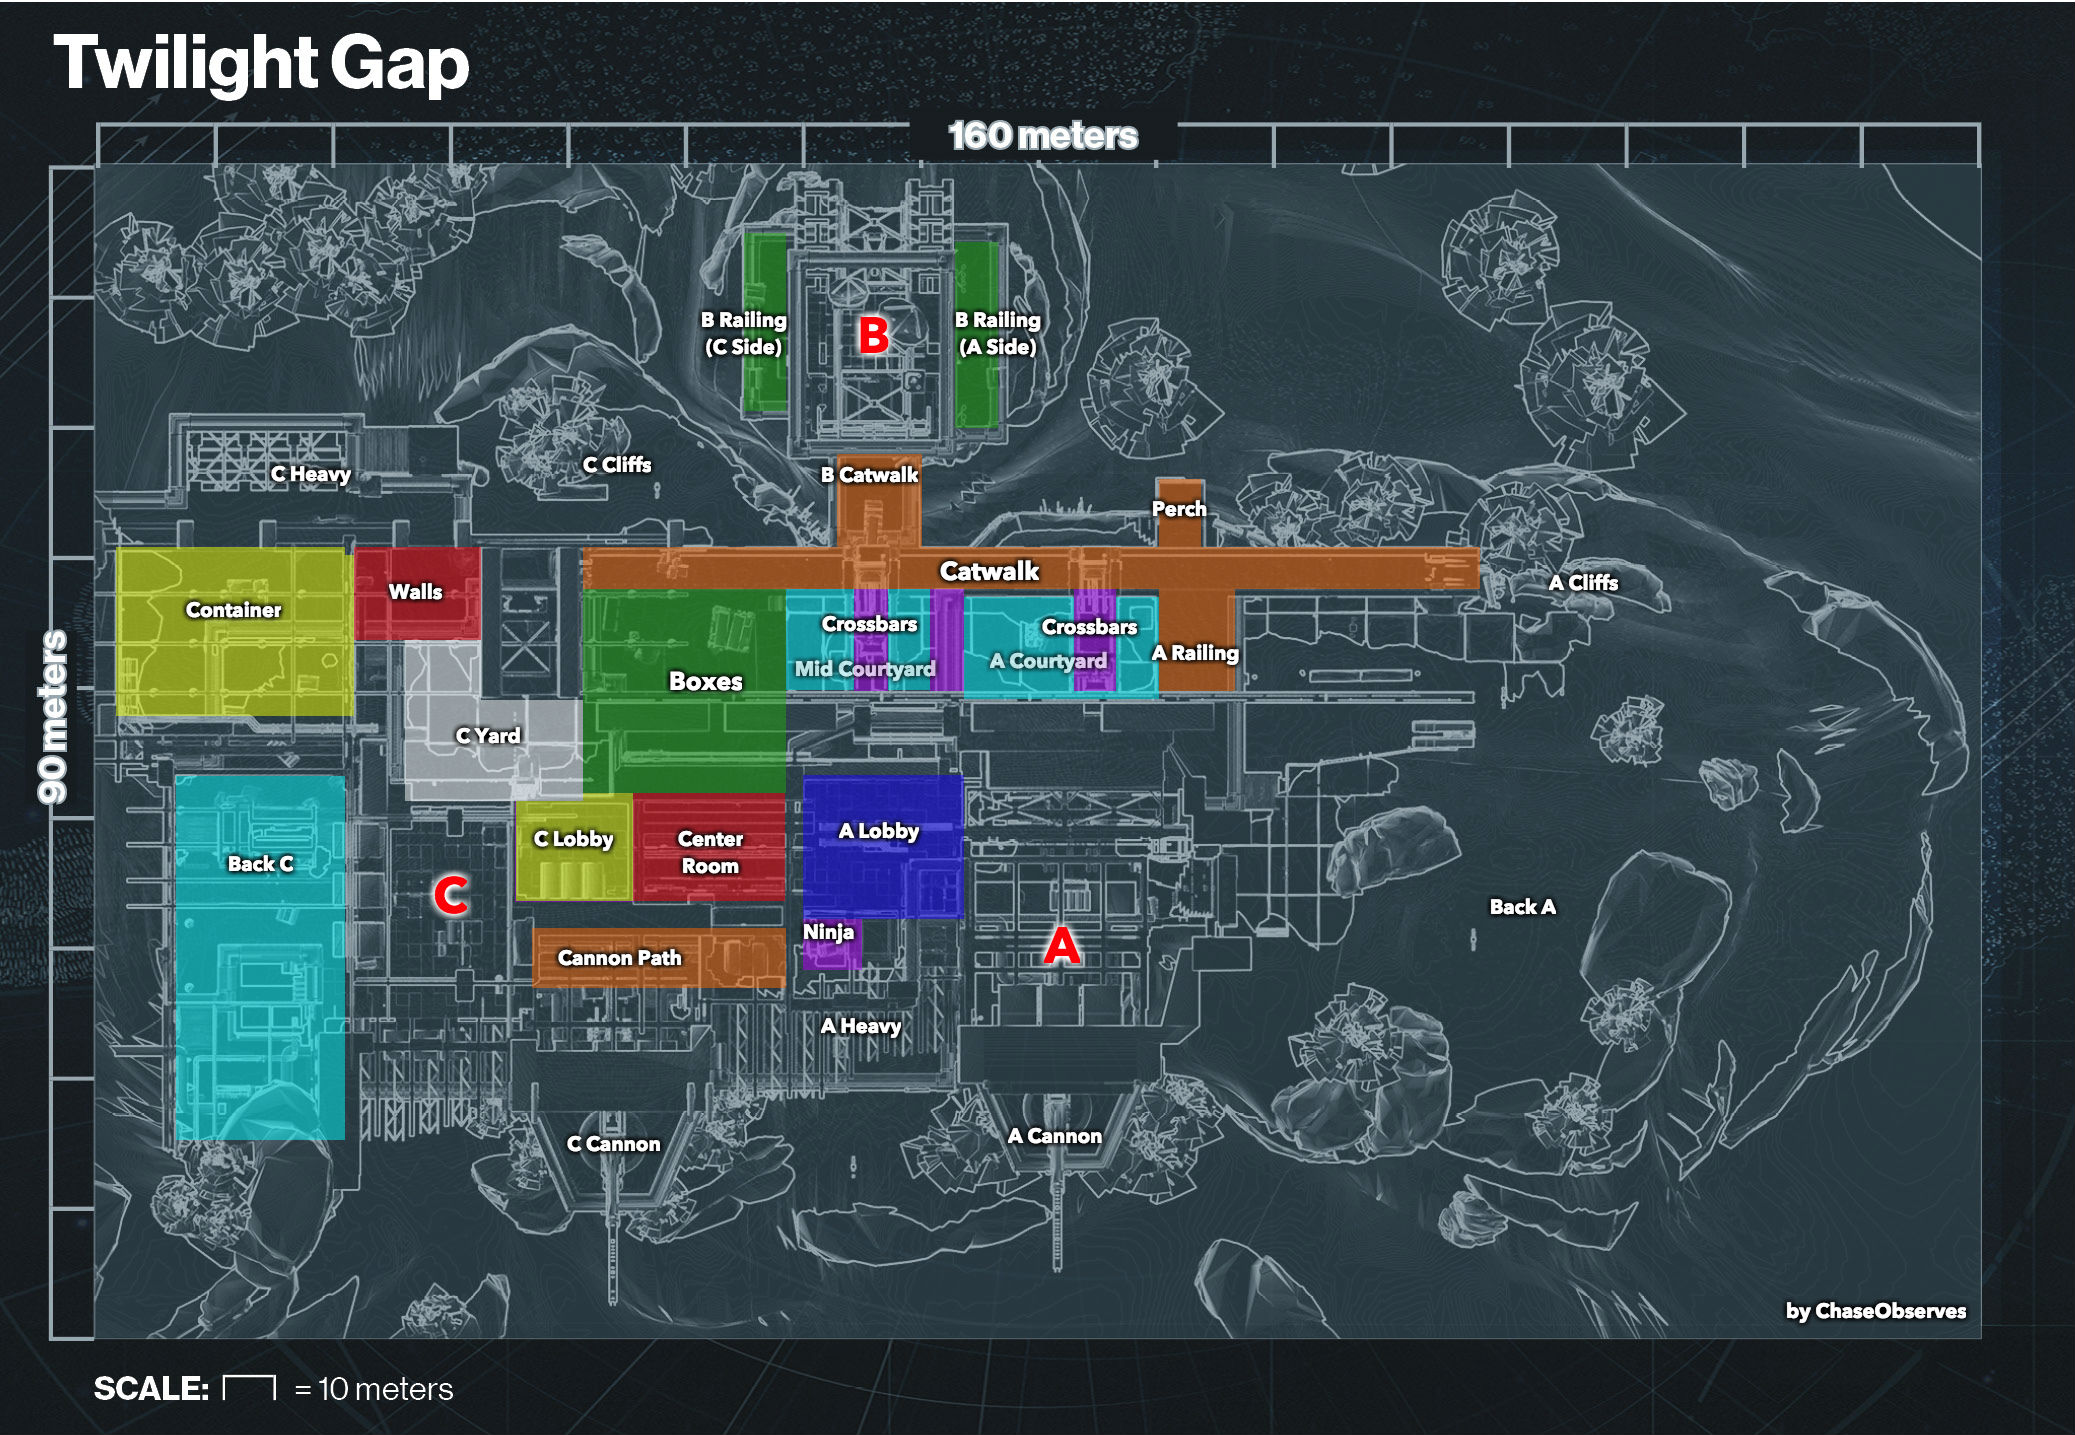 Twilight Gap
160 meters
90 meters
B Railing
(C Side)
B
B Railing
(A Side)
C Heavy
C Cliffs
B Catwalk
Perch
Catwalk
A Cliffs
Container
Walls
Crossbars
Crossbars
Mid Courtyard
A Courtyard
A Railing
Boxes
C Yard
C Lobby
Center
Room
A Lobby
Back C
C
Back A
Ninja
A
Cannon Path
A Heavy
C Cannon
A Cannon
by ChaseObserves
SCALE: = 10 meters